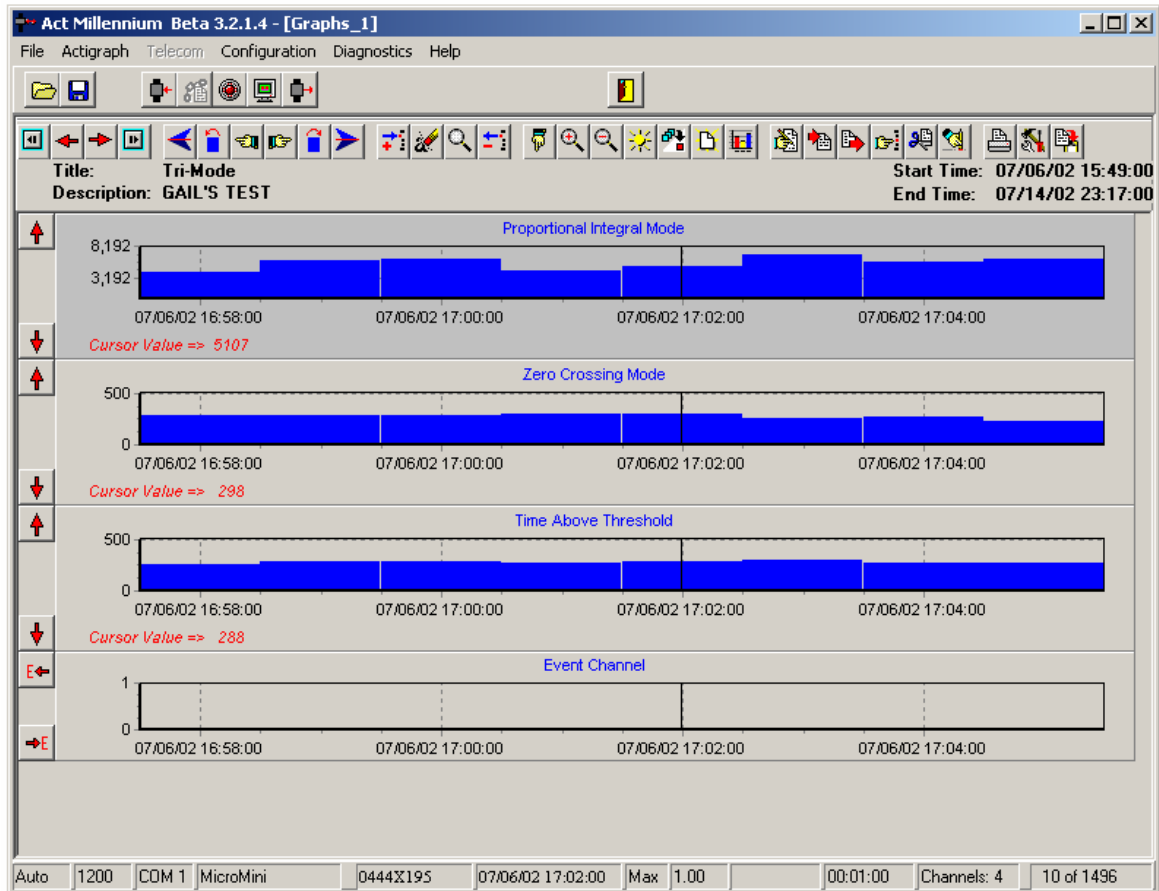 Act Millennium Beta 3.2.1.4 - [Graphs_1]
File Actigraph Telecom Configuration Diagnostics Help
Title: Tri-Mode
Start Time: 07/06/02 15:49:00
Description: GAIL'S TEST
End Time: 07/14/02 23:17:00
Proportional Integral Mode
8,192
3,192
07/06/02 16:58:00 07/06/02 17:00:00 07/06/02 17:02:00 07/06/02 17:04:00
Cursor Value => 5107
Zero Crossing Mode
500
0
07/06/02 16:58:00 07/06/02 17:00:00 07/06/02 17:02:00 07/06/02 17:04:00
Cursor Value => 298
Time Above Threshold
500
0
07/06/02 16:58:00 07/06/02 17:00:00 07/06/02 17:02:00 07/06/02 17:04:00
Cursor Value => 288
E
Event Channel
1
0
E
07/06/02 16:58:00 07/06/02 17:00:00 07/06/02 17:02:00 07/06/02 17:04:00
Auto 1200 COM 1 MicroMini 0444X195 07/06/02 17:02:00 Max 1.00 00:01:00 Channels: 4 10 of 1496